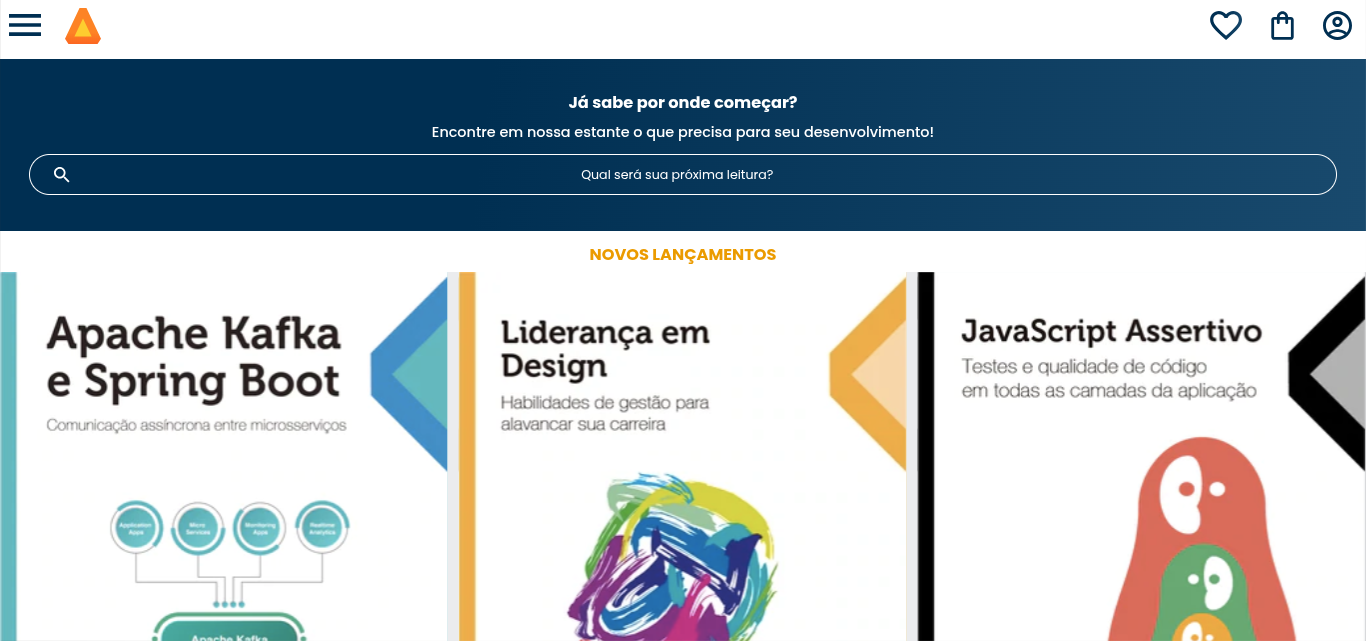 Já sabe por onde começar?
Encontre em nossa estante o que precisa para seu desenvolvimento!
Qual será sua próxima leitura?
NOVOS LANÇAMENTOS
Apache Kafka
e Spring Boot
Comunicação assíncrona entre microsserviços
Application
Apps
Micro
Services
Monitoring
Apps
Realtime
Analytics
Apache Kafka
Liderança em
Design
Habilidades de gestão para
alavancar sua carreira
JavaScript Assertivo
Testes e qualidade de código
em todas as camadas da aplicação